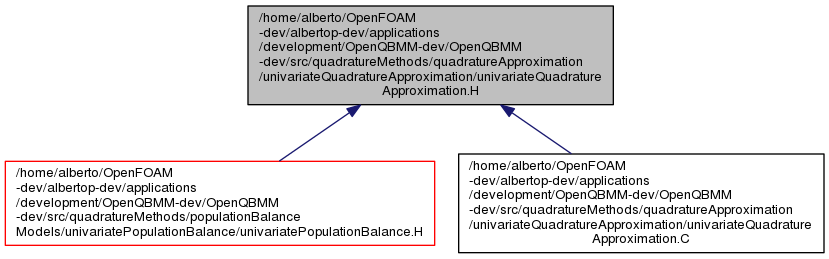 /home/alberto/OpenFOAM
-dev/albertop-dev/applications
/development/OpenQBMM-dev/OpenQBMM
-dev/src/quadratureMethods/quadratureApproximation
/univariateQuadratureApproximation/univariateQuadrature
Approximation.H
/home/alberto/OpenFOAM
-dev/albertop-dev/applications
/development/OpenQBMM-dev/OpenQBMM
-dev/src/quadratureMethods/populationBalance
Models/univariatePopulationBalance/univariatePopulationBalance.H
/home/alberto/OpenFOAM
-dev/albertop-dev/applications
/development/OpenQBMM-dev/OpenQBMM
-dev/src/quadratureMethods/quadratureApproximation
/univariateQuadratureApproximation/univariateQuadrature
Approximation.C